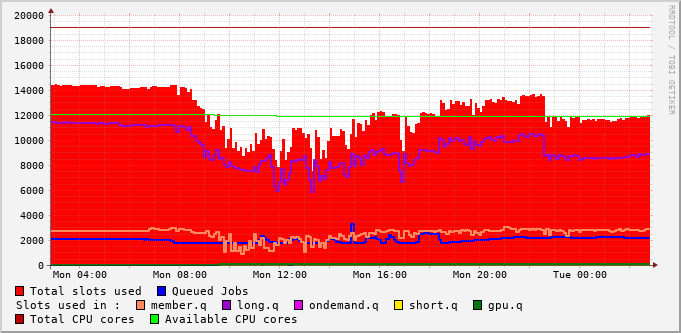 20000
18000
16000
14000
12000
10000
8000
6000
4000
2000
0
Mon 04:00 Mon 08:00 Mon 12:00 Mon 16:00 Mon 20:00 Tue 00:00
Total slots used Queued Jobs
Slots used in : member.q long.q ondemand.q short.q gpu.q
Total CPU cores Available CPU cores
RRDTOOL / TOBI OETIKER